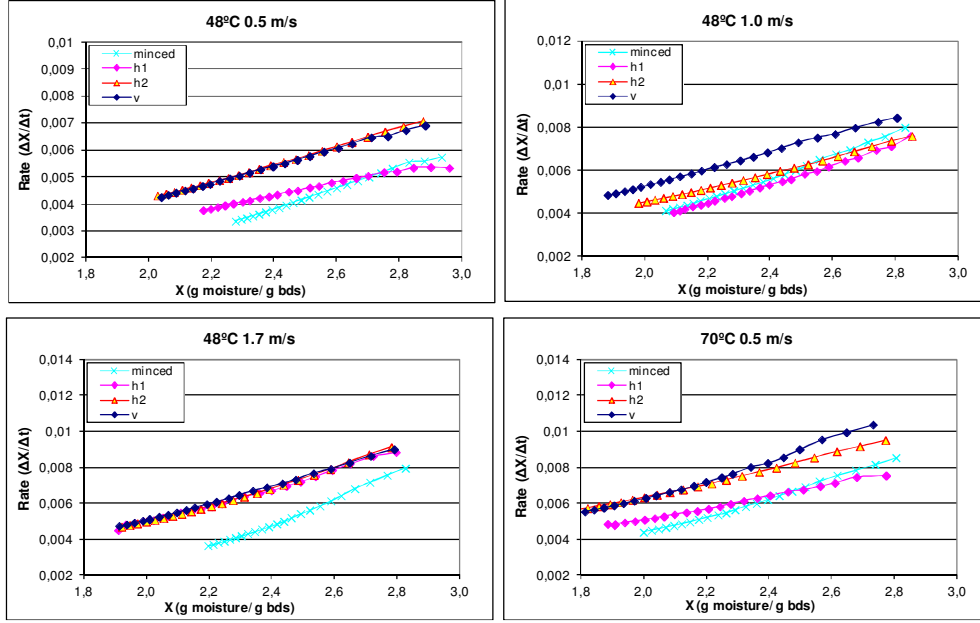 48ºC 0.5 m/s
0,01
0,009
0,008
0,007
0,006
0,005
0,004
0,003
0,002
Rate (ΔX/Δt)
minced
h1
h2
v
1,8 2,0 2,2 2,4 2,6 2,8 3,0
X (g moisture/ g bds)
48ºC 1.0 m/s
0,012
0,01
0,008
0,006
0,004
0,002
Rate (ΔX/Δt)
minced
h1
h2
v
1,8 2,0 2,2 2,4 2,6 2,8 3,0
X (g moisture/ g bds)
48ºC 1.7 m/s
0,014
0,012
0,01
0,008
0,006
0,004
0,002
Rate (ΔX/Δt)
minced
h1
h2
v
1,8 2,0 2,2 2,4 2,6 2,8 3,0
X (g moisture/ g bds)
70ºC 0.5 m/s
0,014
0,012
0,01
0,008
0,006
0,004
0,002
Rate (ΔX/Δt)
minced
h1
h2
v
1,8 2,0 2,2 2,4 2,6 2,8 3,0
X (g moisture/ g bds)